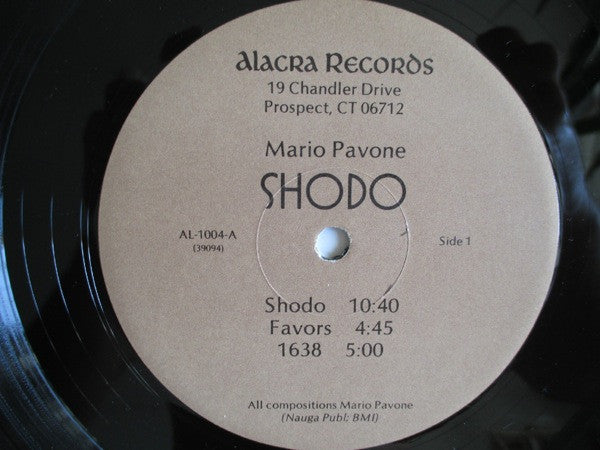 Alacra Records
19 Chandler Drive
Prospect, CT 06712
Mario Pavone
SHODO
AL-1004-A
(39094)
Side 1
Shodo 10:40
Favors 4:45
1638 5:00
All compositions Mario Pavone
(Nauga Publ: BMI)